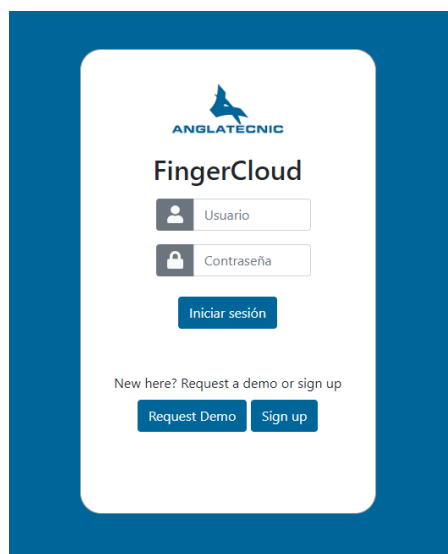 ANGLATECNIC
FingerCloud
Usuario
Contraseña
Iniciar sesión
New here? Request a demo or sign up
Request Demo Sign up